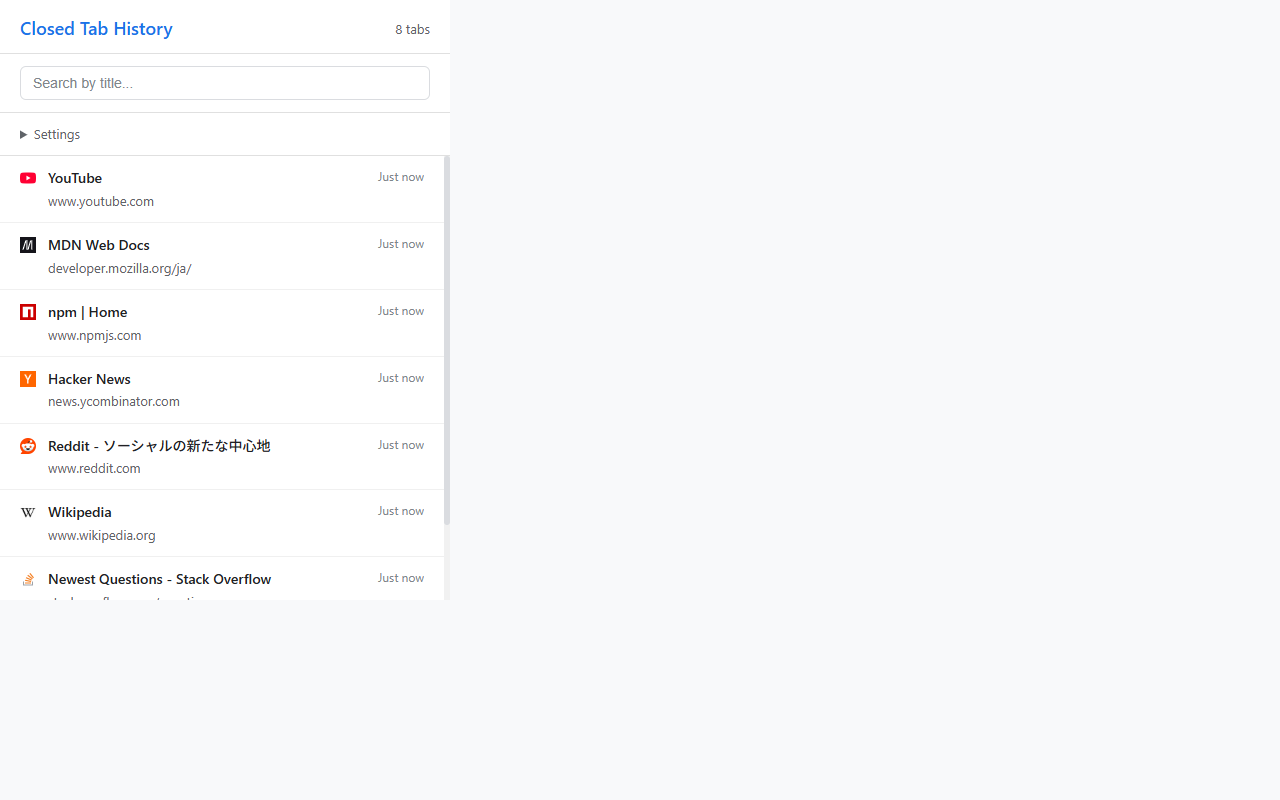 Closed Tab History
8 tabs
Search by title...
Settings
YouTube
Just now
www.youtube.com
MDN Web Docs
Just now
developer.mozilla.org/ja/
npm | Home
Just now
www.npmjs.com
Hacker News
Just now
news.ycombinator.com
Reddit - ソーシャルの新たな中心地
Just now
www.reddit.com
Wikipedia
Just now
www.wikipedia.org
Newest Questions - Stack Overflow
Just now